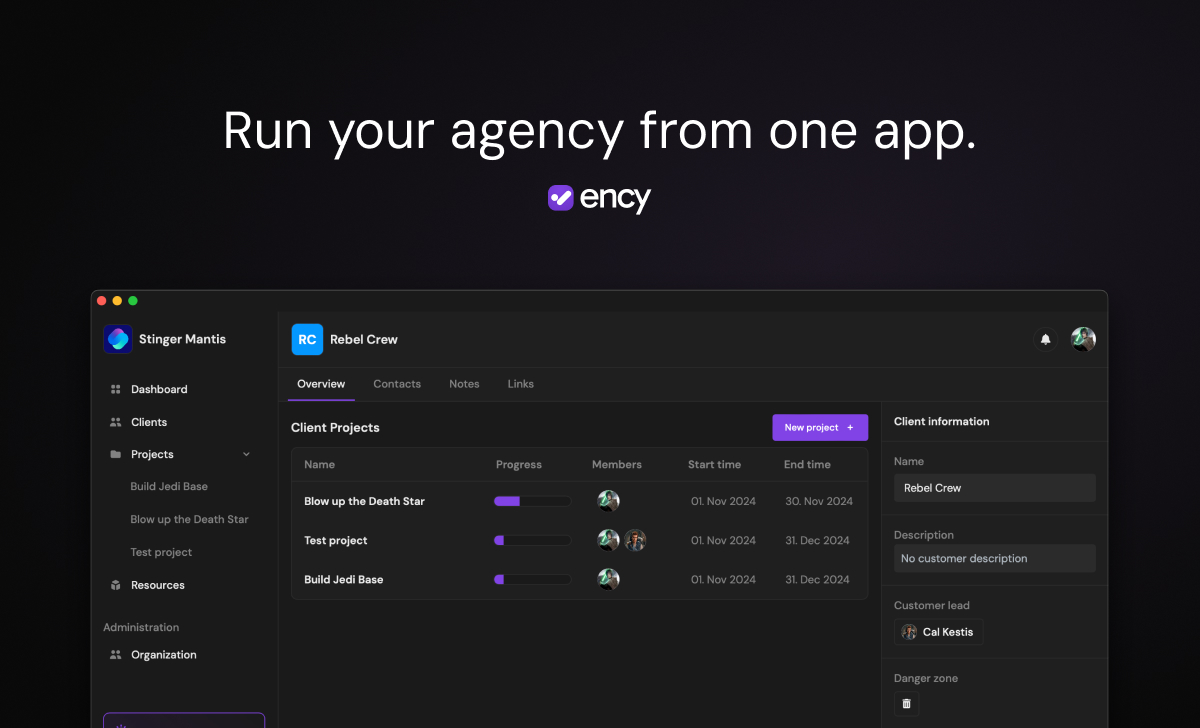 Run your agency from one app.
ency
Stinger Mantis
Dashboard
Clients
Projects
Build Jedi Base
Blow up the Death Star
Test project
Resources
Administration
Organization
RC Rebel Crew
Overview Contacts Notes Links
Client Projects
New project +
Name Progress Members Start time End time
Blow up the Death Star 01. Nov 2024 30. Nov 2024
Test project 01. Nov 2024 31. Dec 2024
Build Jedi Base 01. Nov 2024 31. Dec 2024
Client information
Name
Rebel Crew
Description
No customer description
Customer lead
Cal Kestis
Danger zone